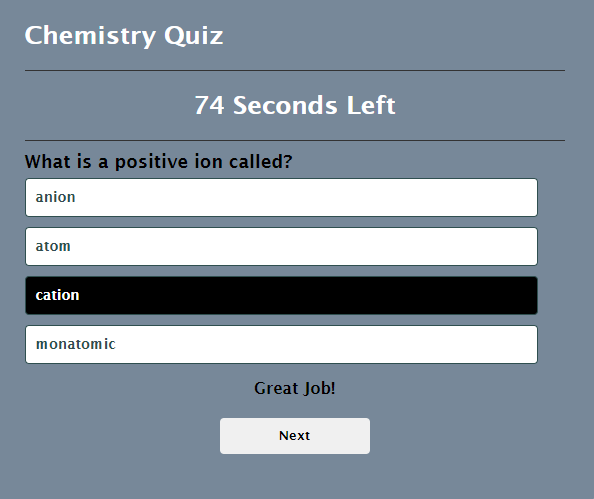 Chemistry Quiz
74 Seconds Left
What is a positive ion called?
anion
atom
cation
monatomic
Great Job!
Next